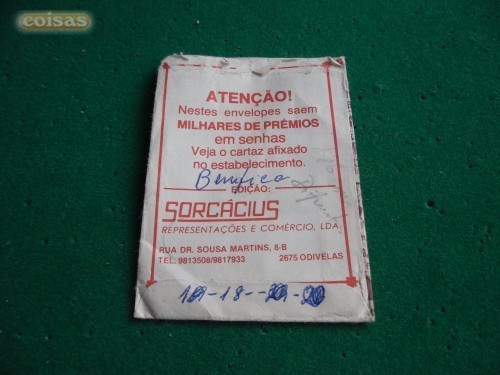 coisas
ATENÇÃO!
Nestes envelopes saem
MILHARES DE PRÉMIOS
em senhas
Veja o cartaz afixado
no estabelecimento.
Benfica
EDIÇÃO:
SORCÁCIUS
REPRESENTAÇÕES E COMÉRCIO, LDA.
RUA DR. SOUSA MARTINS, 8-B
TEL. 9813508/9817933 2675 ODIVELAS